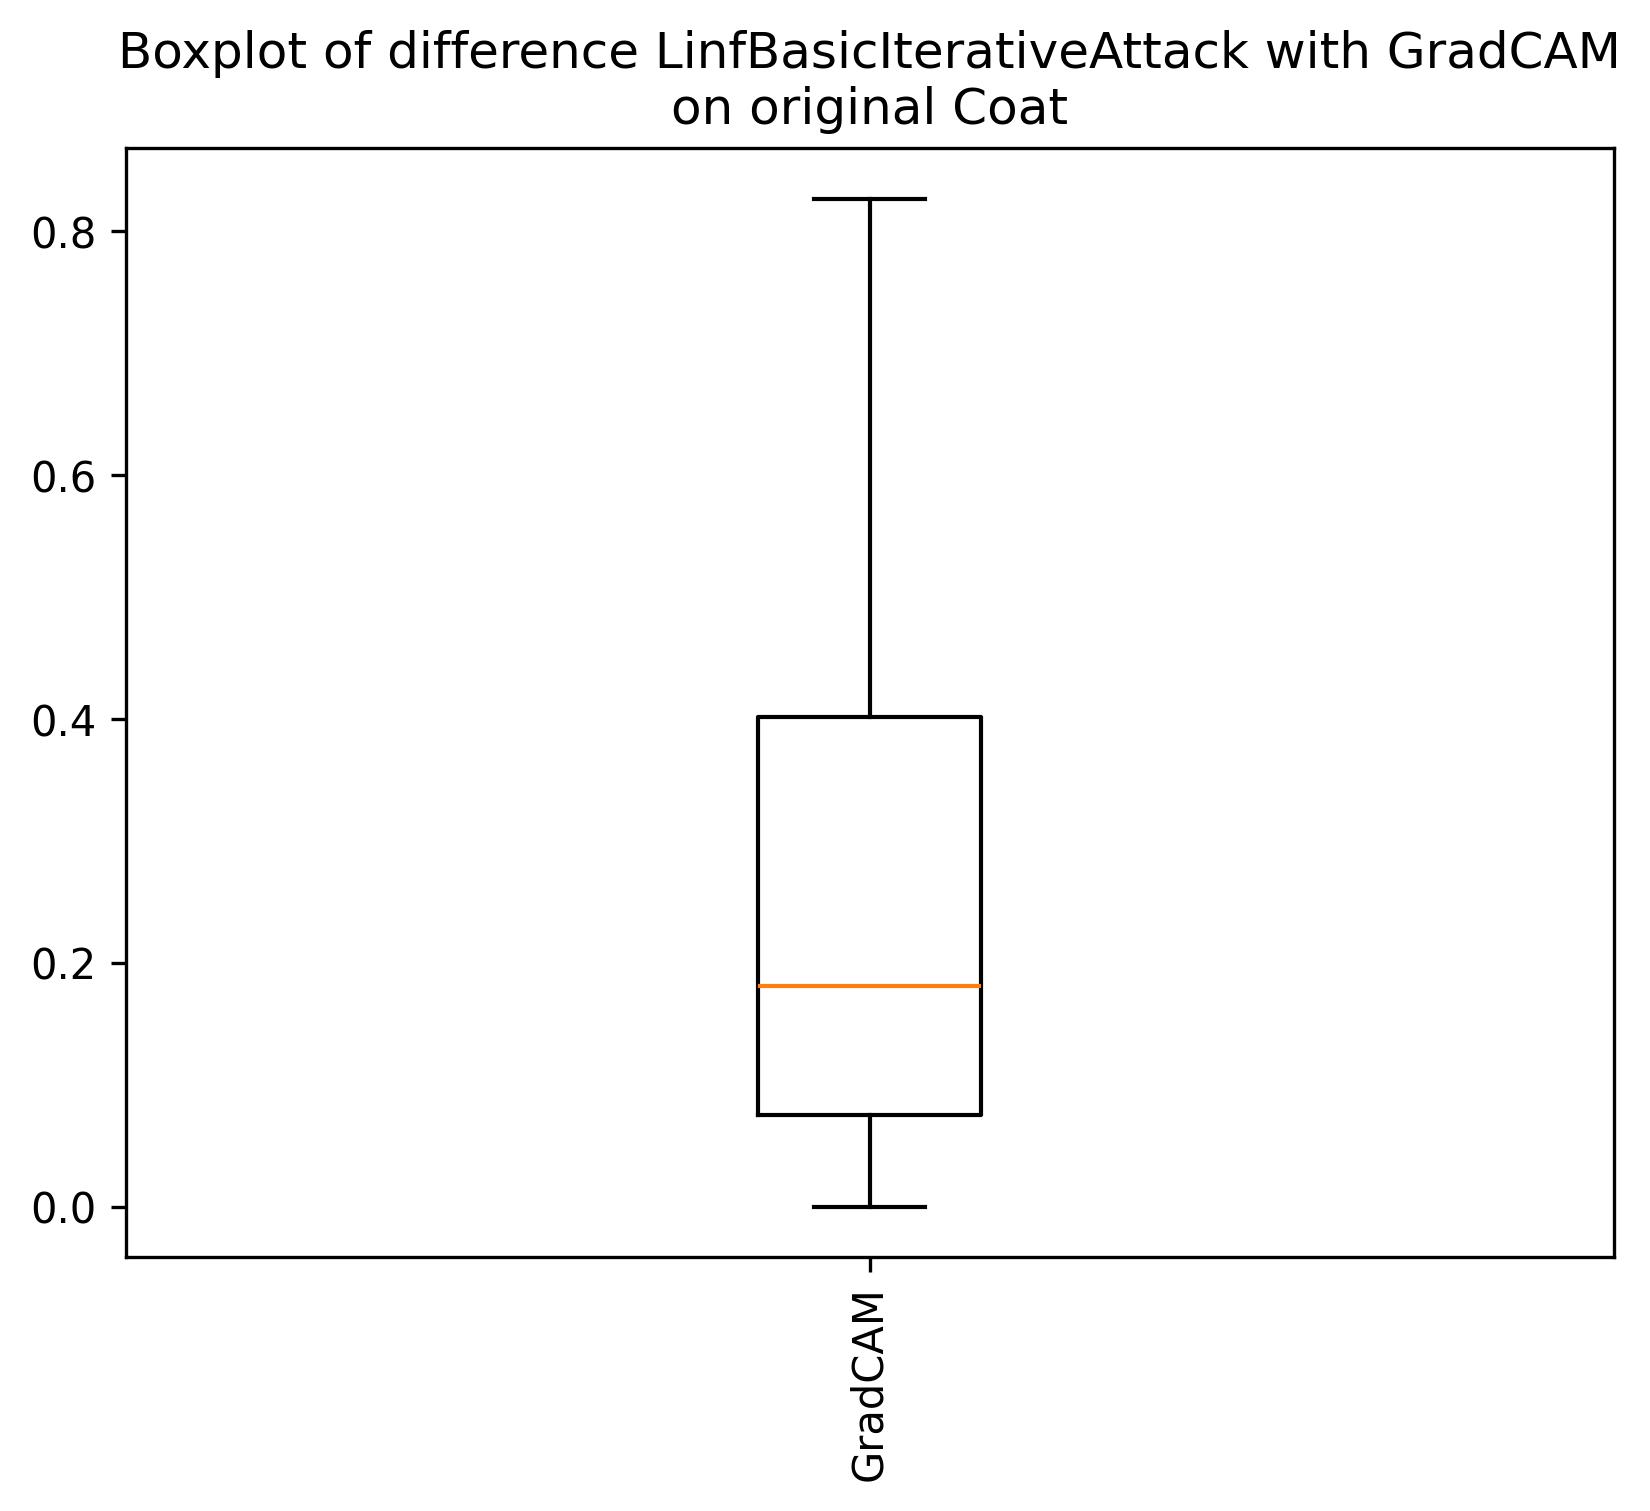 Boxplot of difference LinfBasicIterativeAttack with GradCAM
on original Coat
0.8
0.6
0.4
0.2
0.0
GradCAM